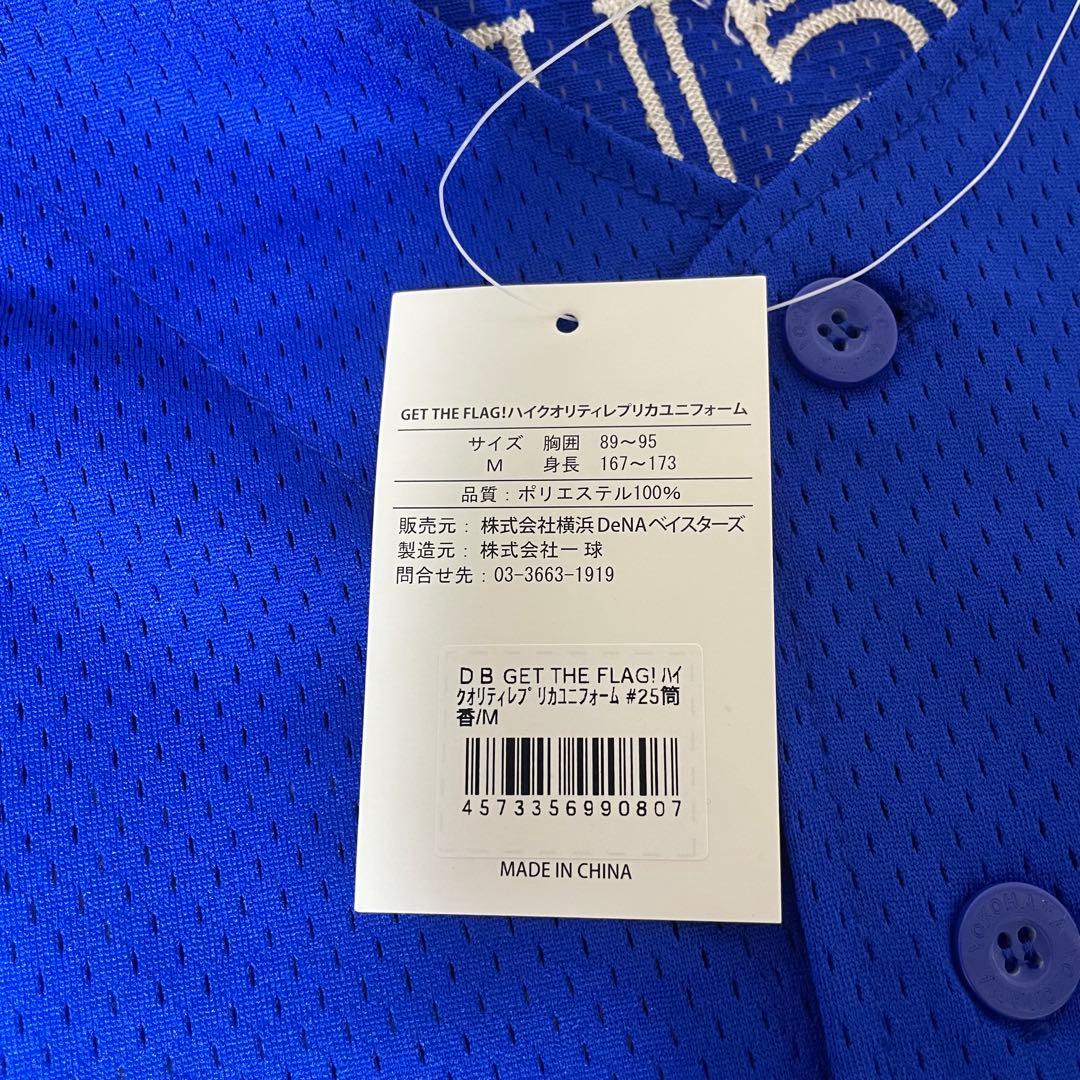 GET THE FLAG!ハイクオリティレプリカユニフォーム
サイズ 胸囲 89〜95
M 身長 167〜173
品質：ポリエステル100%
販売元： 株式会社横浜DeNAベイスターズ
製造元： 株式会社一球
問合せ先：03-3663-1919
DB GET THE FLAG!ﾊｲ
ｸｵﾘﾃｨﾚﾌﾟﾘｶﾕﾆﾌｫｰﾑ #25筒
香/M
4573356990807
MADE IN CHINA
YOKOHAMA